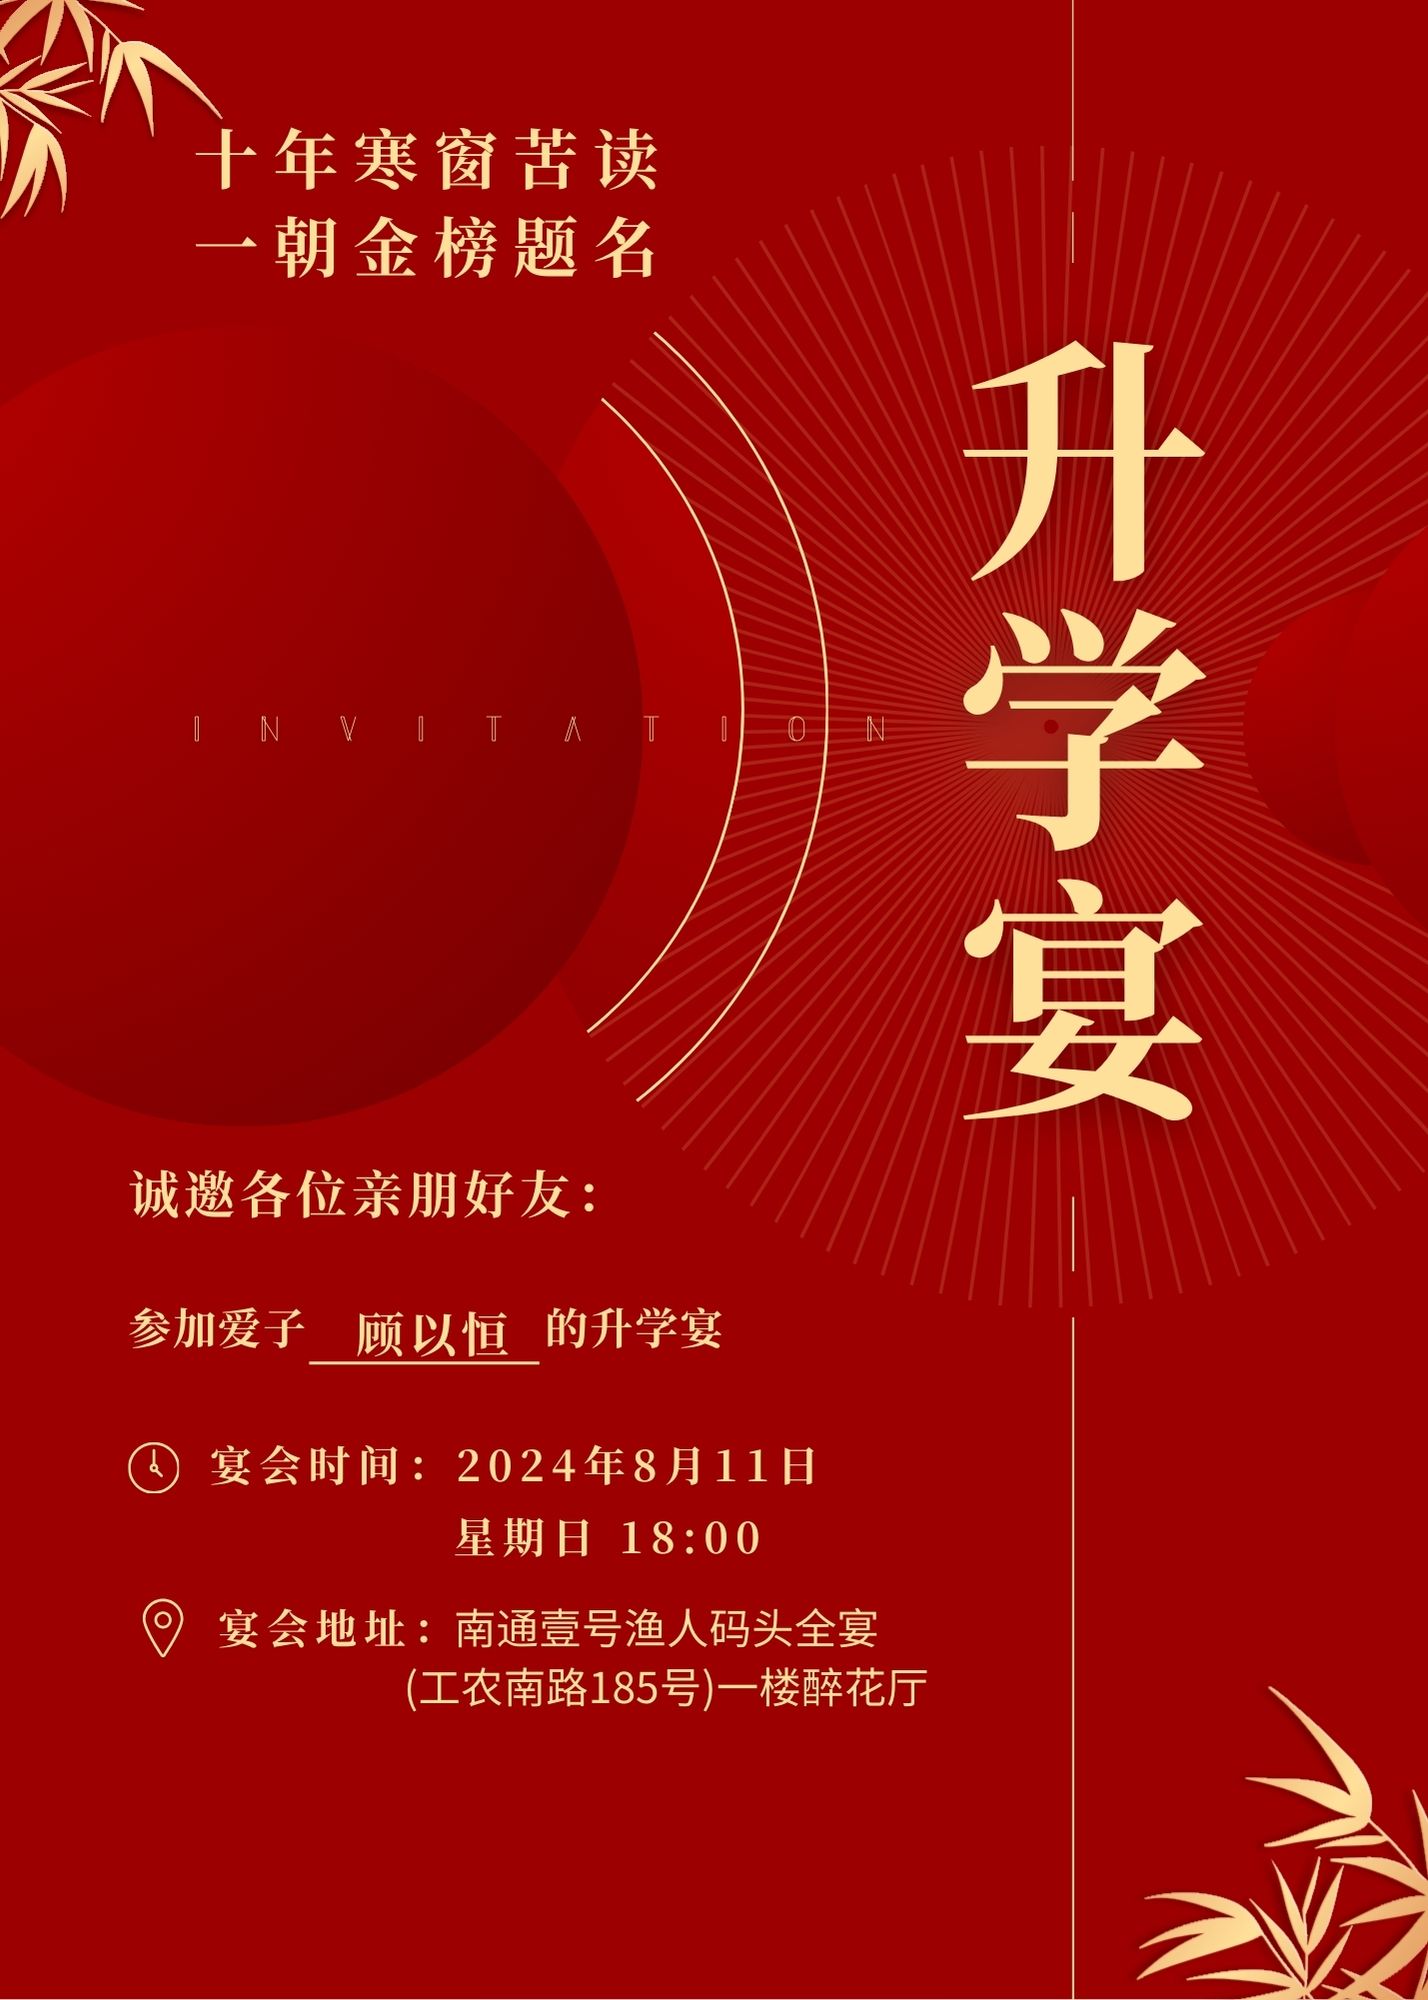 十年寒窗苦读
一朝金榜题名
升学宴
INVITATION
诚邀各位亲朋好友：
参加爱子 顾以恒 的升学宴
宴会时间：2024年8月11日
星期日 18:00
宴会地址：南通壹号渔人码头全宴
(工农南路185号)一楼醉花厅